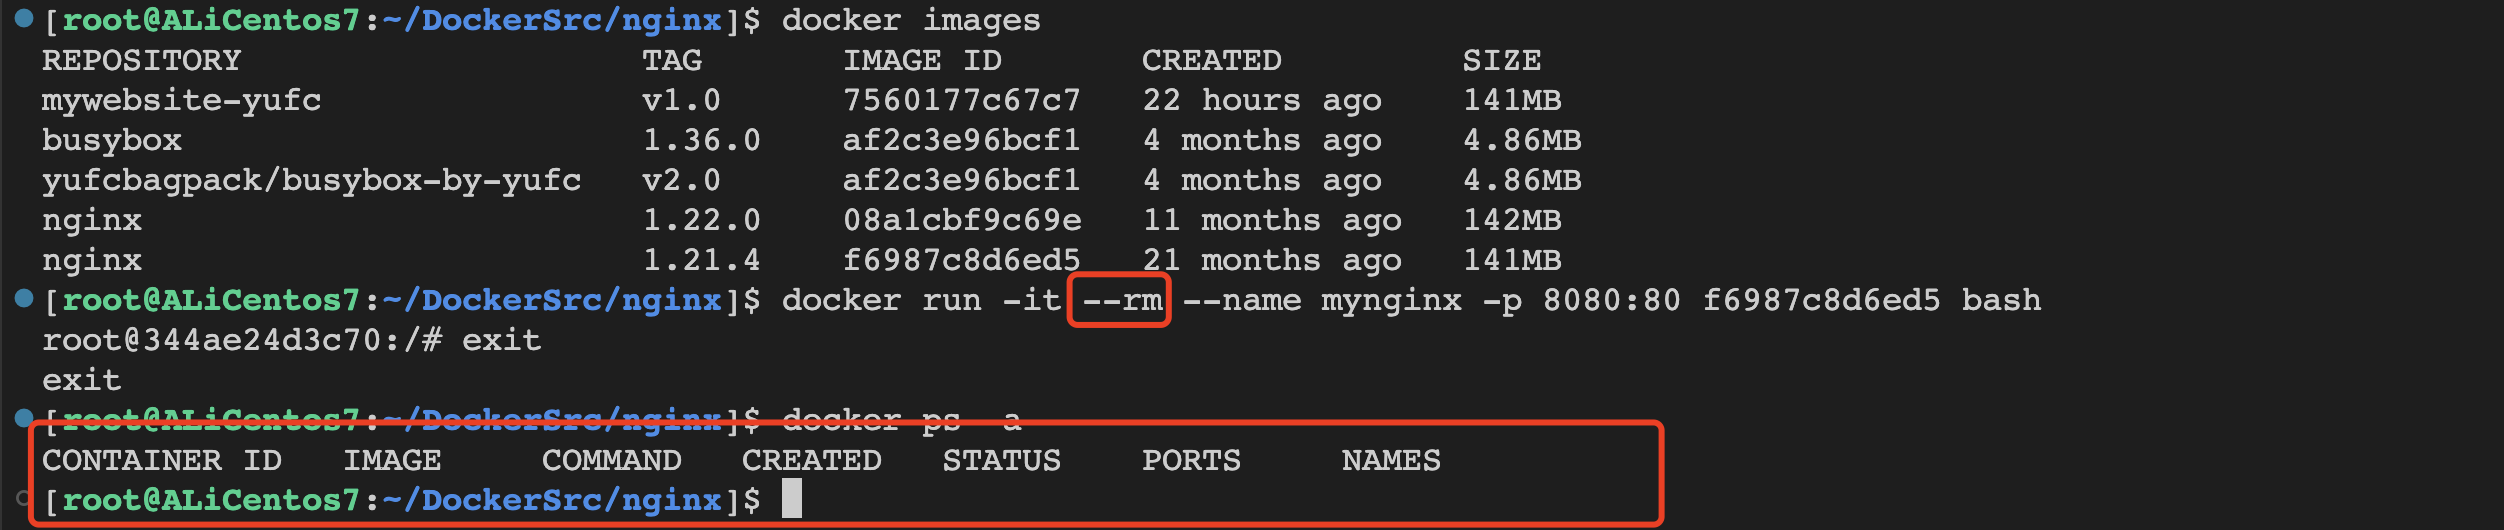 [root@ALiCentos7:~/DockerSrc/nginx]$ docker images
REPOSITORY TAG IMAGE ID CREATED SIZE
mywebsite-yufc v1.0 7560177c67c7 22 hours ago 141MB
busybox 1.36.0 af2c3e96bcf1 4 months ago 4.86MB
yufcbagpack/busybox-by-yufc v2.0 af2c3e96bcf1 4 months ago 4.86MB
nginx 1.22.0 08a1cbf9c69e 11 months ago 142MB
nginx 1.21.4 f6987c8d6ed5 21 months ago 141MB
[root@ALiCentos7:~/DockerSrc/nginx]$ docker run -it --rm --name mynginx -p 8080:80 f6987c8d6ed5 bash
root@344ae24d3c70:/# exit
exit
[root@ALiCentos7:~/DockerSrc/nginx]$ docker ps -a
CONTAINER ID IMAGE COMMAND CREATED STATUS PORTS NAMES
[root@ALiCentos7:~/DockerSrc/nginx]$